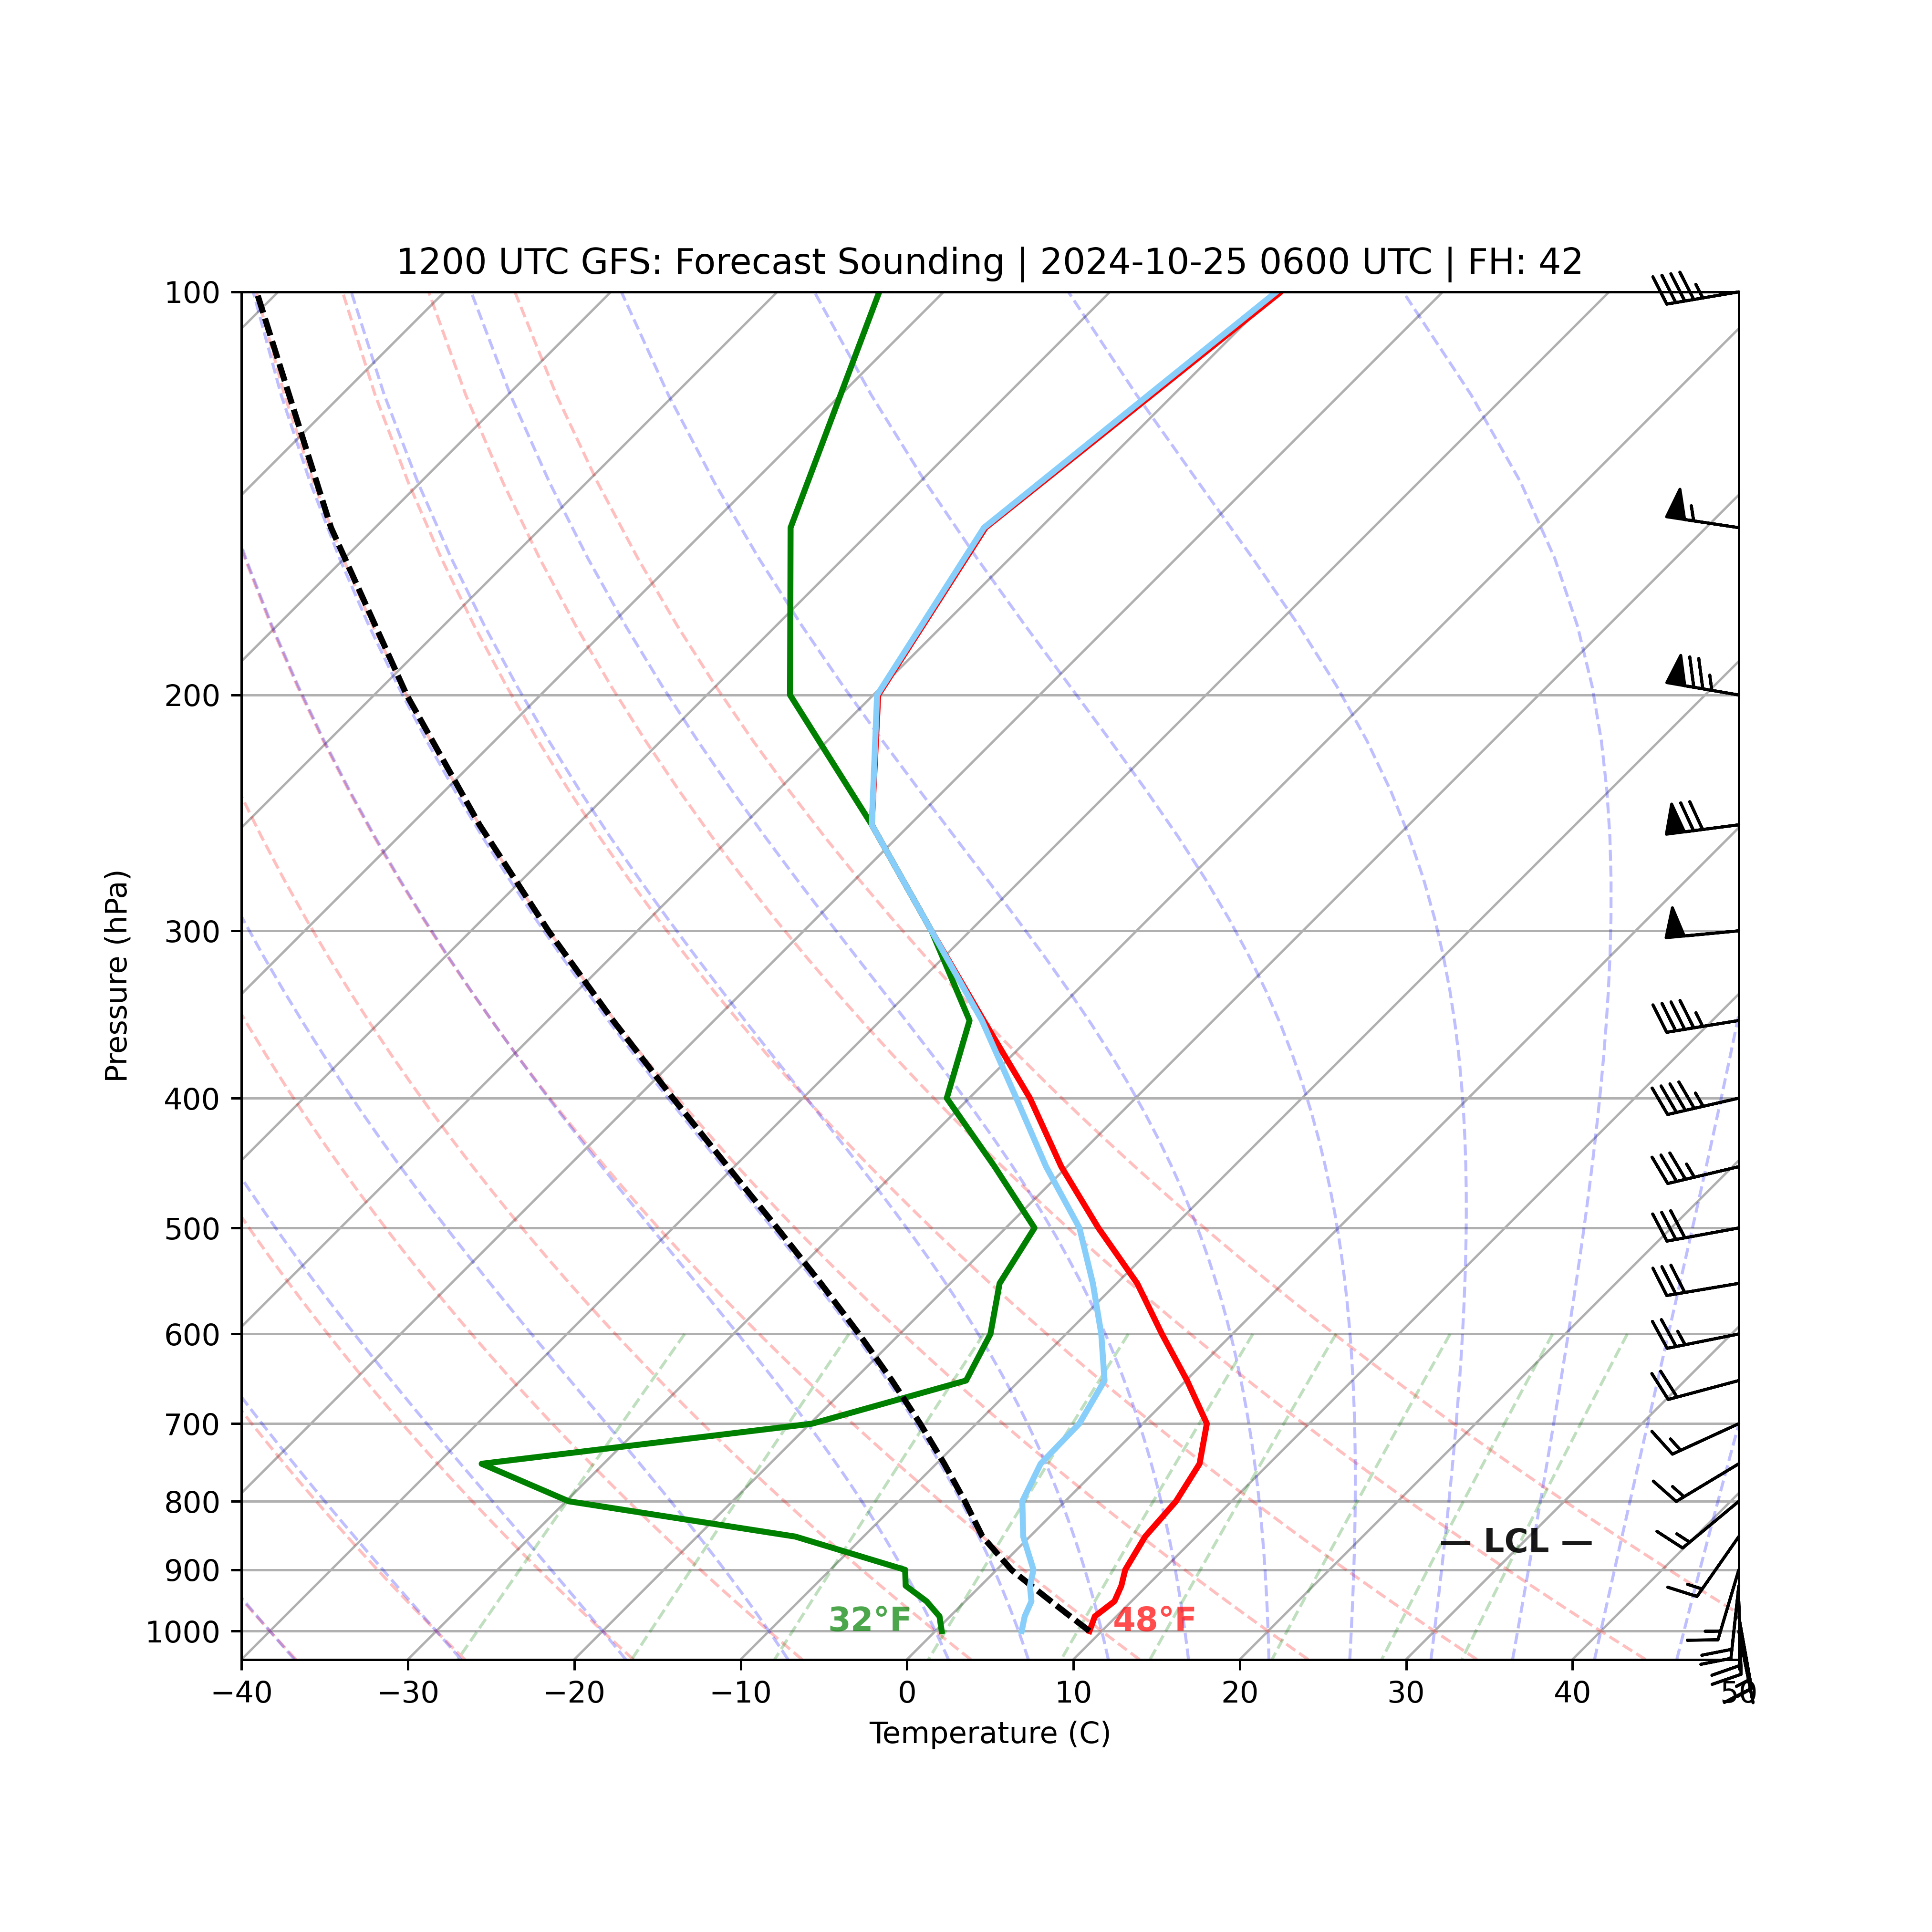 1200 UTC GFS: Forecast Sounding | 2024-10-25 0600 UTC | FH: 42
100
200
300
400
500
600
700
800
900
1000
Pressure (hPa)
— LCL —
32°F
48°F
−40 −30 −20 −10 0 10 20 30 40 50
Temperature (C)